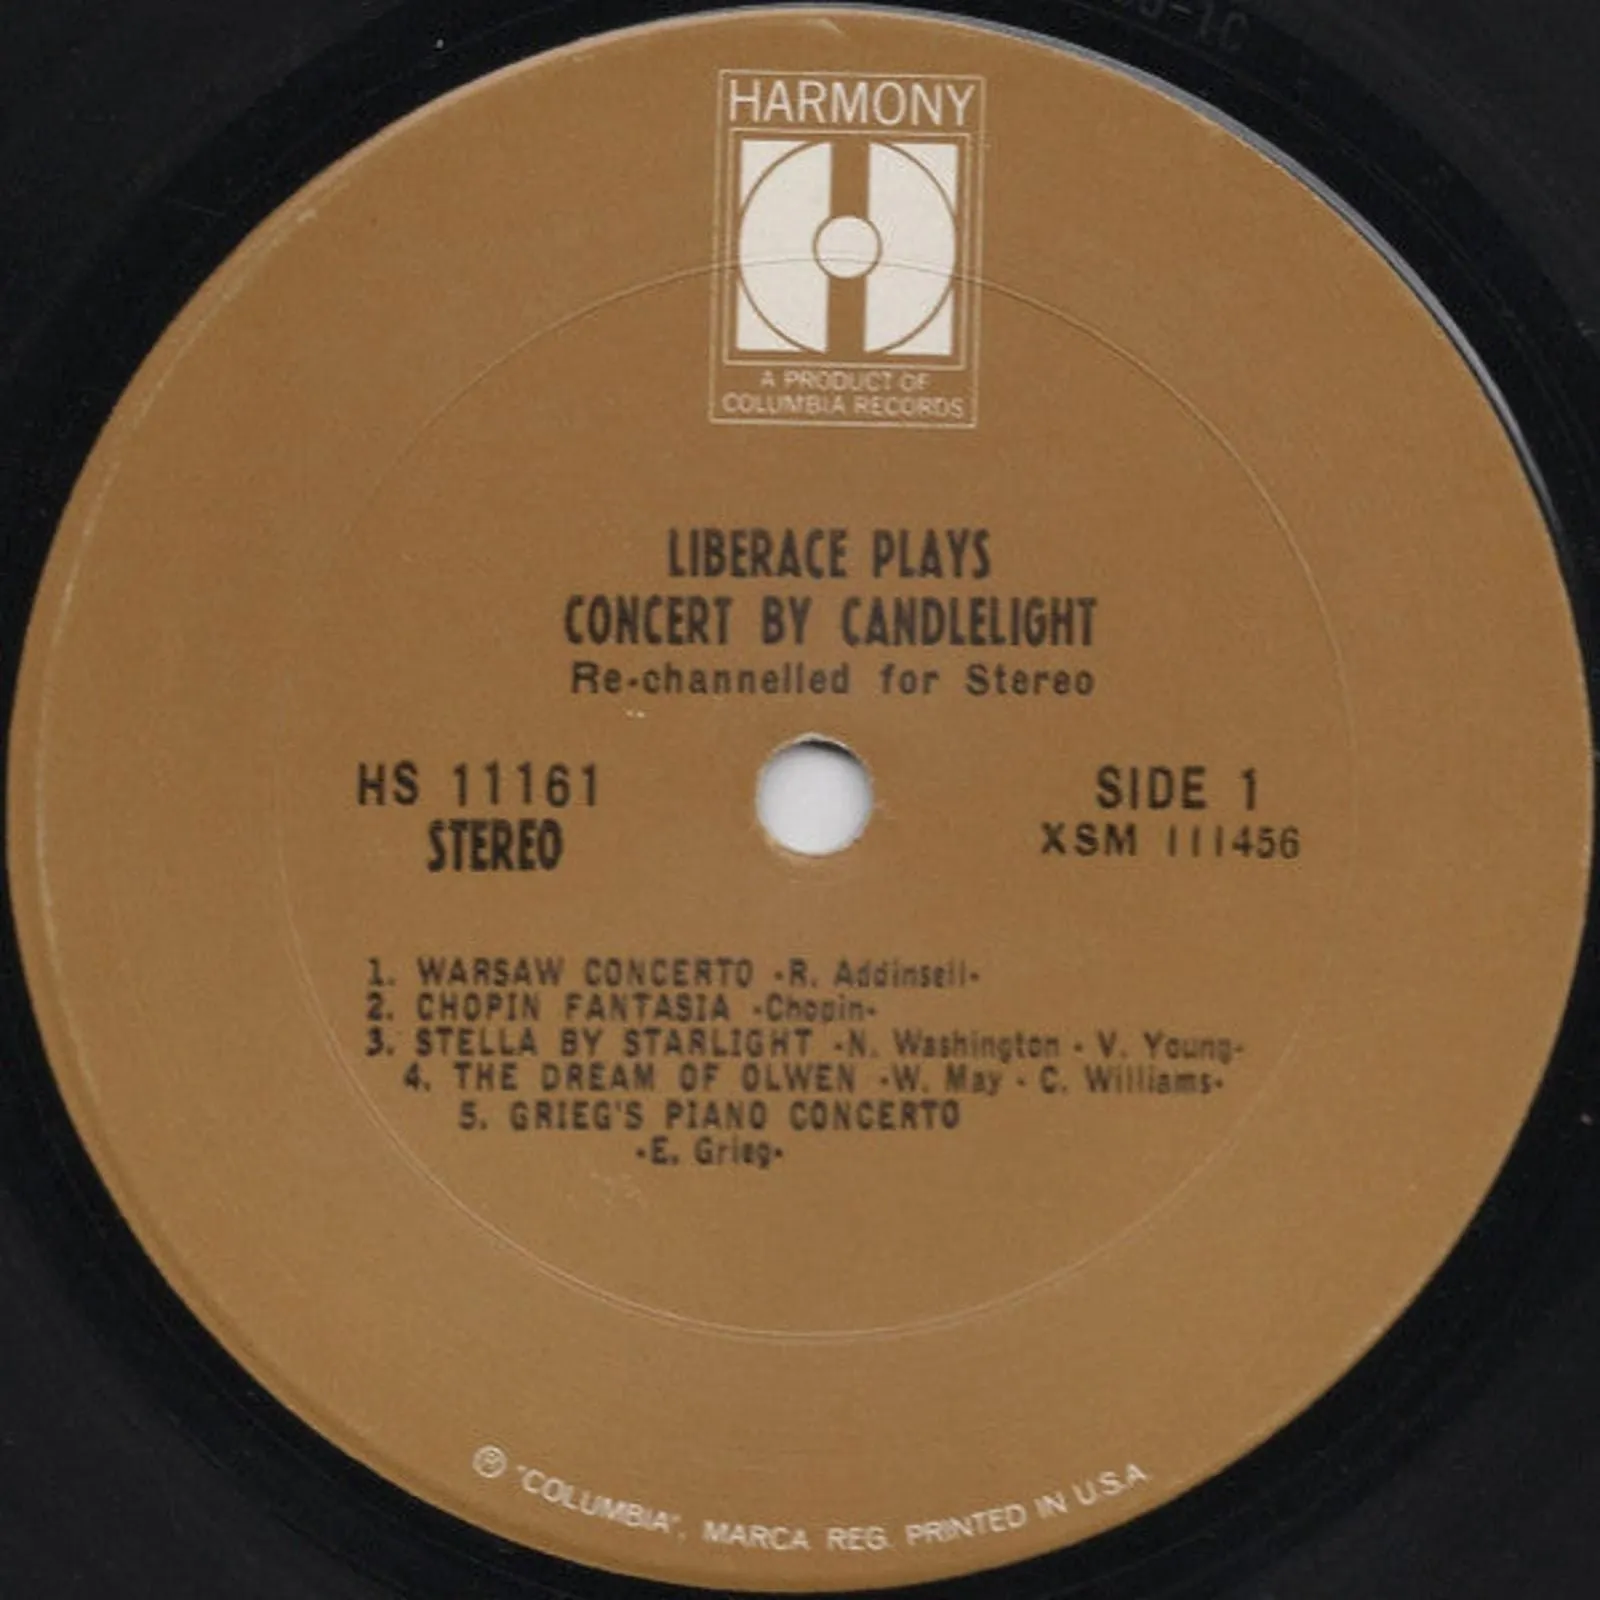 HARMONY
A PRODUCT OF
COLUMBIA RECORDS
LIBERACE PLAYS
CONCERT BY CANDLELIGHT
Re-channelled for Stereo
HS 11161
STEREO
SIDE 1
XSM 111456
1. WARSAW CONCERTO -R. Addinsell-
2. CHOPIN FANTASIA -Chopin-
3. STELLA BY STARLIGHT -N. Washington - V. Young-
4. THE DREAM OF OLWEN -W. May - C. Williams-
5. GRIEG'S PIANO CONCERTO
-E. Grieg-
Ⓡ "COLUMBIA", MARCA REG. PRINTED IN U.S.A.